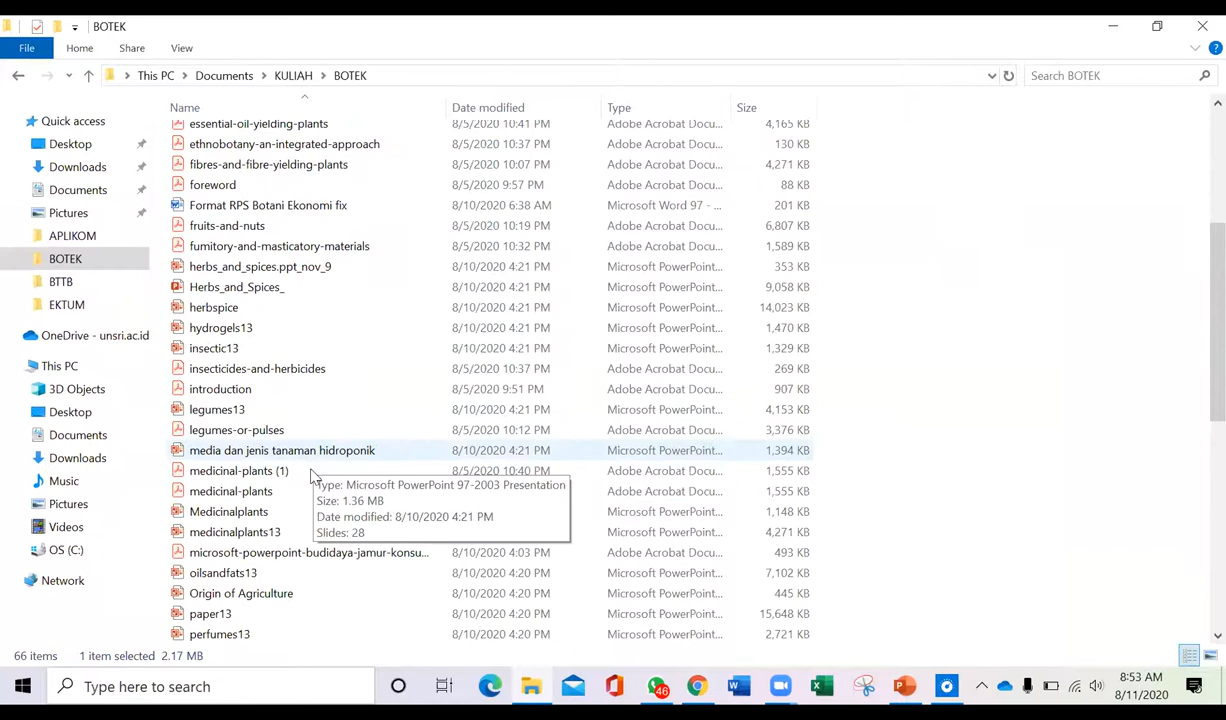 BOTEK
File Home Share View
This PC Documents KULIAH BOTEK Search BOTEK
Name Date modified Type Size
Quick access
Desktop
Downloads
Documents
Pictures
APLIKOM
BOTEK
BTTB
EKTUM
OneDrive - unsri.ac.id
This PC
3D Objects
Desktop
Documents
Downloads
Music
Pictures
Videos
OS (C:)
Network
essential-oil-yielding-plants 8/5/2020 10:41 PM Adobe Acrobat Docu... 4,165 KB
ethnobotany-an-integrated-approach 8/5/2020 10:37 PM Adobe Acrobat Docu... 130 KB
fibres-and-fibre-yielding-plants 8/5/2020 10:07 PM Adobe Acrobat Docu... 4,271 KB
foreword 8/5/2020 9:57 PM Adobe Acrobat Docu... 88 KB
Format RPS Botani Ekonomi fix 8/10/2020 6:38 AM Microsoft Word 97 - ... 201 KB
fruits-and-nuts 8/5/2020 10:19 PM Adobe Acrobat Docu... 6,807 KB
fumitory-and-masticatory-materials 8/5/2020 10:32 PM Adobe Acrobat Docu... 1,589 KB
herbs_and_spices.ppt_nov_9 8/10/2020 4:21 PM Microsoft PowerPoint... 353 KB
Herbs_and_Spices_ 8/10/2020 4:21 PM Microsoft PowerPoint... 9,058 KB
herbspice 8/10/2020 4:21 PM Microsoft PowerPoint... 14,023 KB
hydrogels13 8/10/2020 4:21 PM Microsoft PowerPoint... 1,470 KB
insectic13 8/10/2020 4:21 PM Microsoft PowerPoint... 1,329 KB
insecticides-and-herbicides 8/5/2020 10:37 PM Adobe Acrobat Docu... 269 KB
introduction 8/5/2020 9:51 PM Adobe Acrobat Docu... 907 KB
legumes13 8/10/2020 4:21 PM Microsoft PowerPoint... 4,153 KB
legumes-or-pulses 8/5/2020 10:12 PM Adobe Acrobat Docu... 3,376 KB
media dan jenis tanaman hidroponik 8/10/2020 4:21 PM Microsoft PowerPoint... 1,394 KB
medicinal-plants (1) 8/5/2020 10:40 PM Adobe Acrobat Docu... 1,555 KB
medicinal-plants Adobe Acrobat Docu... 1,555 KB
Medicinalplants Microsoft PowerPoint... 1,148 KB
medicinalplants13 Microsoft PowerPoint... 4,271 KB
Type: Microsoft PowerPoint 97-2003 Presentation
Size: 1.36 MB
Date modified: 8/10/2020 4:21 PM
Slides: 28
microsoft-powerpoint-budidaya-jamur-konsu... 8/10/2020 4:03 PM Adobe Acrobat Docu... 493 KB
oilsandfats13 8/10/2020 4:20 PM Microsoft PowerPoint... 7,102 KB
Origin of Agriculture 8/10/2020 4:20 PM Microsoft PowerPoint... 445 KB
paper13 8/10/2020 4:20 PM Microsoft PowerPoint... 15,648 KB
perfumes13 8/10/2020 4:20 PM Microsoft PowerPoint... 2,721 KB
66 items 1 item selected 2.17 MB
Type here to search
46
8:53 AM
8/11/2020